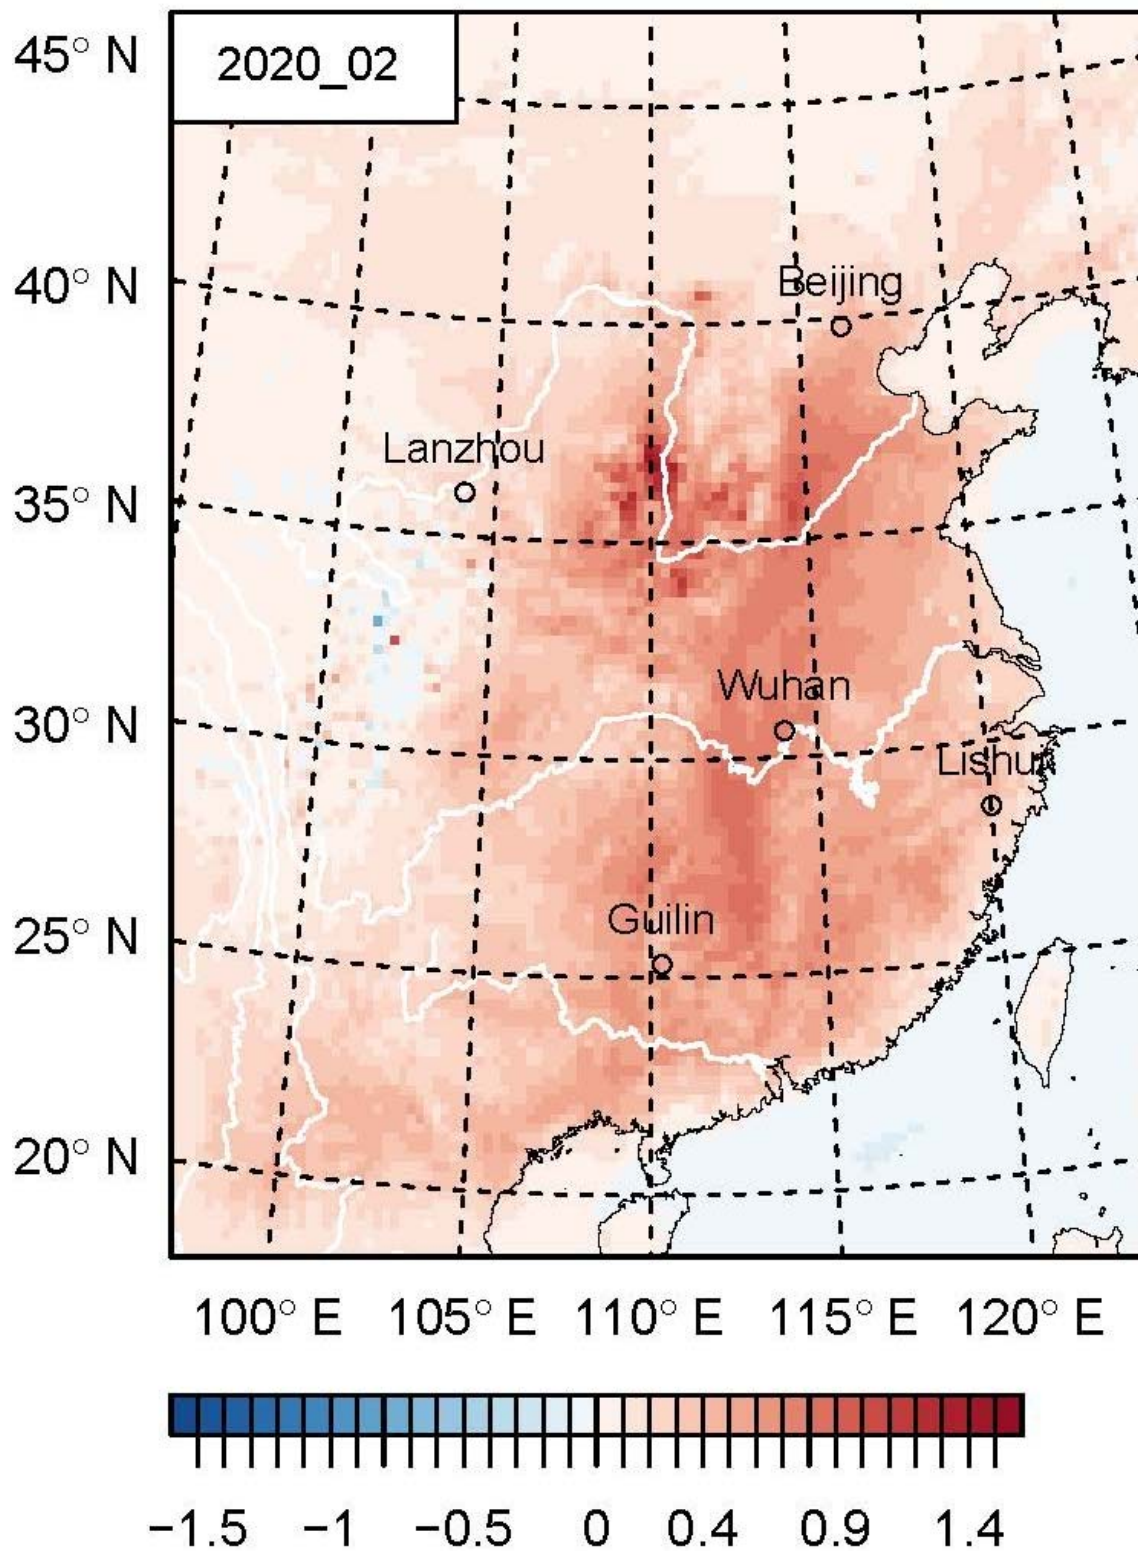 2020_02
45° N
40° N
35° N
30° N
25° N
20° N
Beijing
Lanzhou
Wuhan
Lishui
Guilin
100° E 105° E 110° E 115° E 120° E
−1.5 −1 −0.5 0 0.4 0.9 1.4